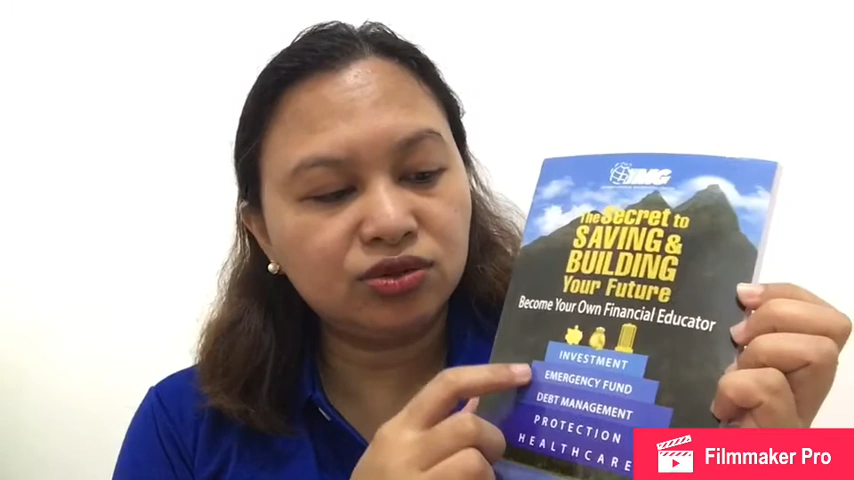 IMG
The Secret to
SAVING &
BUILDING
Your Future
Become Your Own Financial Educator
INVESTMENT
EMERGENCY FUND
DEBT MANAGEMENT
PROTECTION
HEALTHCARE
Filmmaker Pro